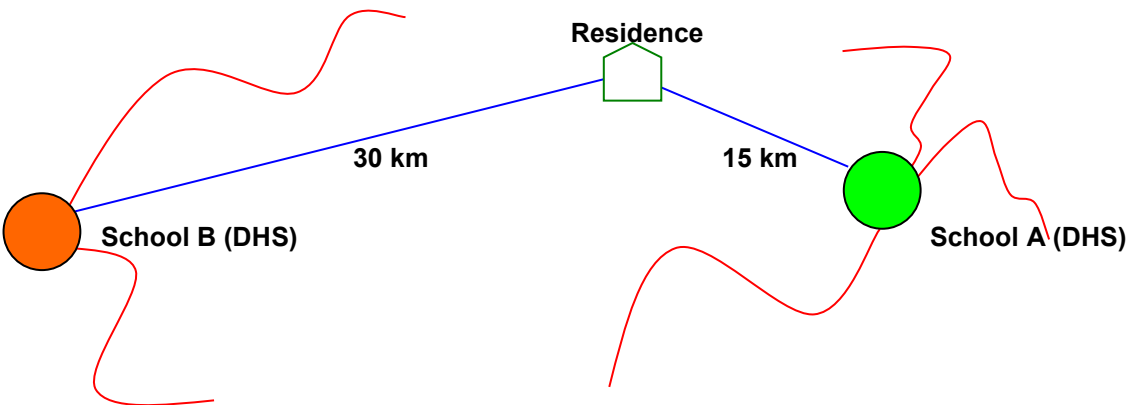 Residence
30 km
15 km
School B (DHS)
School A (DHS)